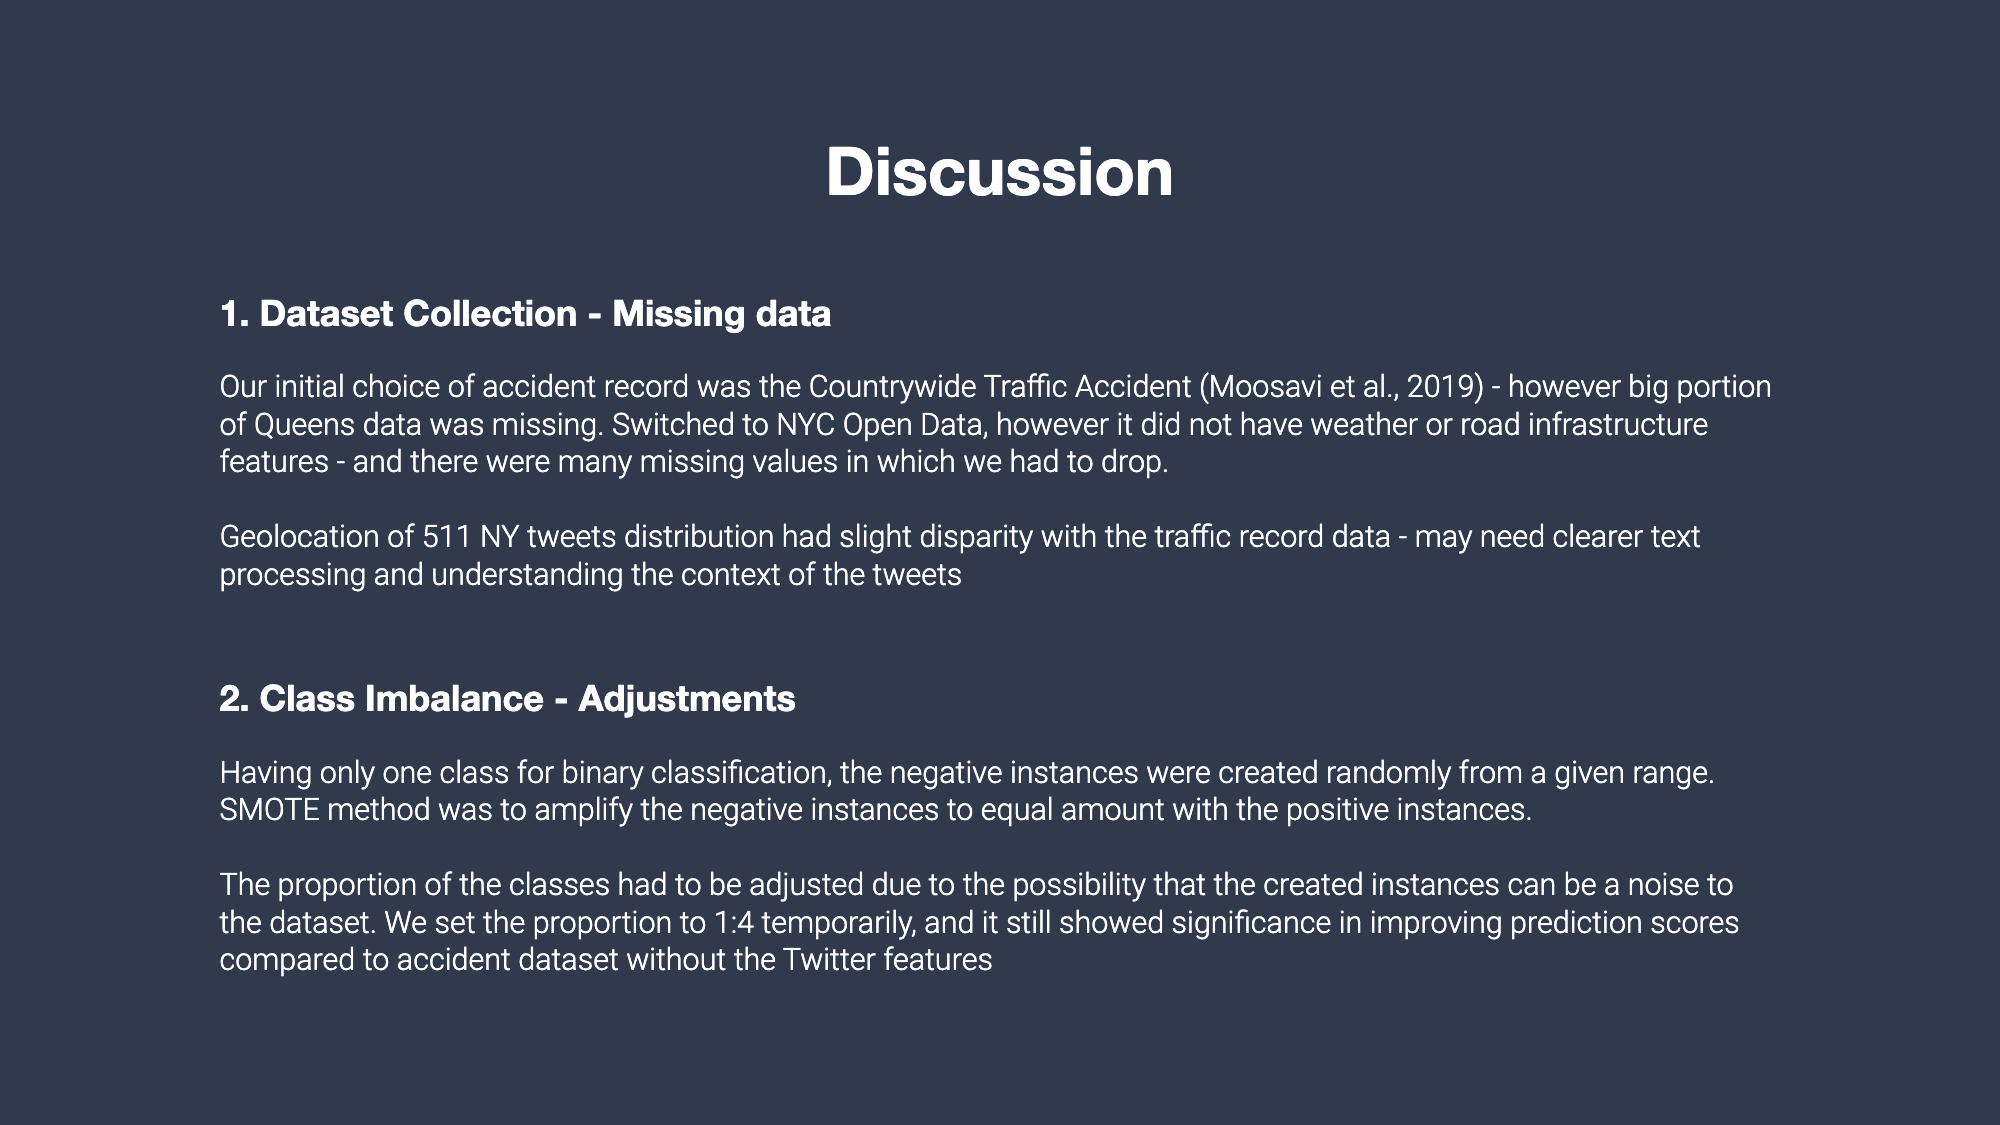 Discussion
1. Dataset Collection - Missing data
Our initial choice of accident record was the Countrywide Traffic Accident (Moosavi et al., 2019) - however big portion
of Queens data was missing. Switched to NYC Open Data, however it did not have weather or road infrastructure
features - and there were many missing values in which we had to drop.
Geolocation of 511 NY tweets distribution had slight disparity with the traffic record data - may need clearer text
processing and understanding the context of the tweets
2. Class Imbalance - Adjustments
Having only one class for binary classification, the negative instances were created randomly from a given range.
SMOTE method was to amplify the negative instances to equal amount with the positive instances.
The proportion of the classes had to be adjusted due to the possibility that the created instances can be a noise to
the dataset. We set the proportion to 1:4 temporarily, and it still showed significance in improving prediction scores
compared to accident dataset without the Twitter features